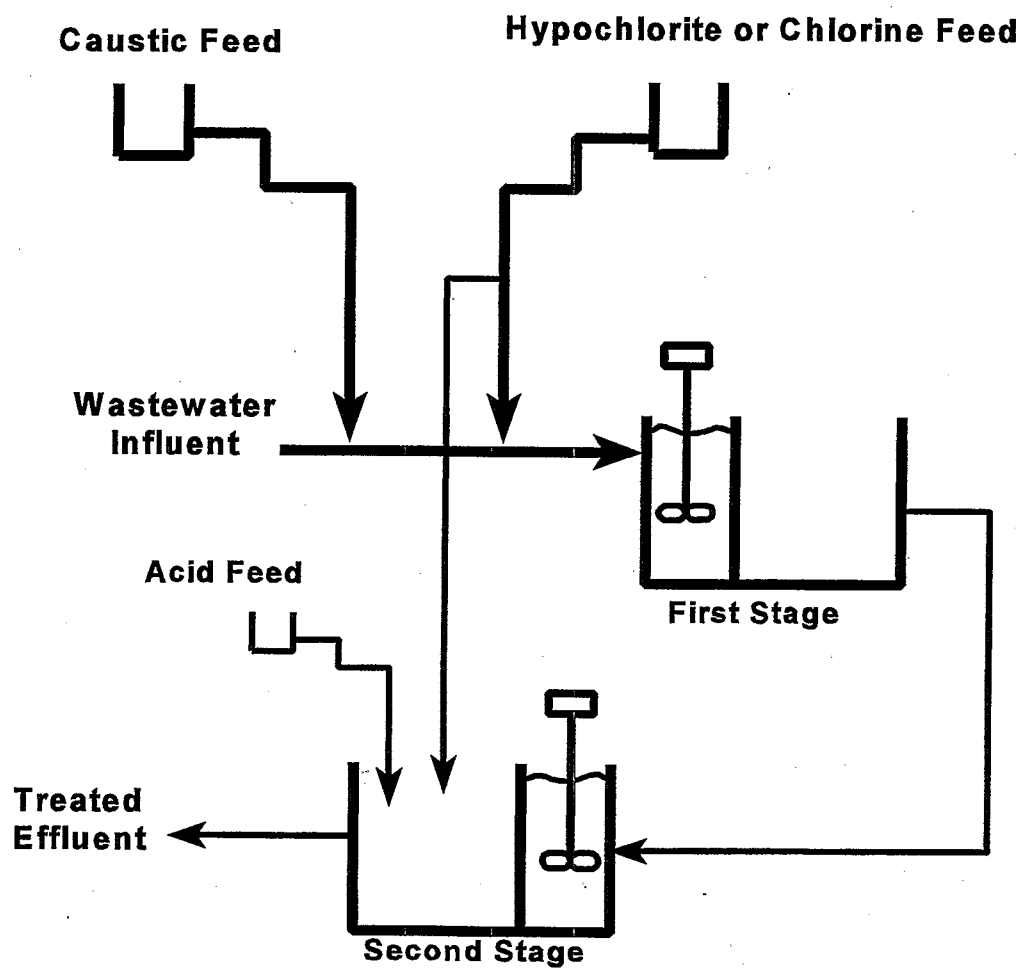 Caustic Feed
Hypochlorite or Chlorine Feed
Wastewater
Influent
Acid Feed
First Stage
Treated
Effluent
Second Stage